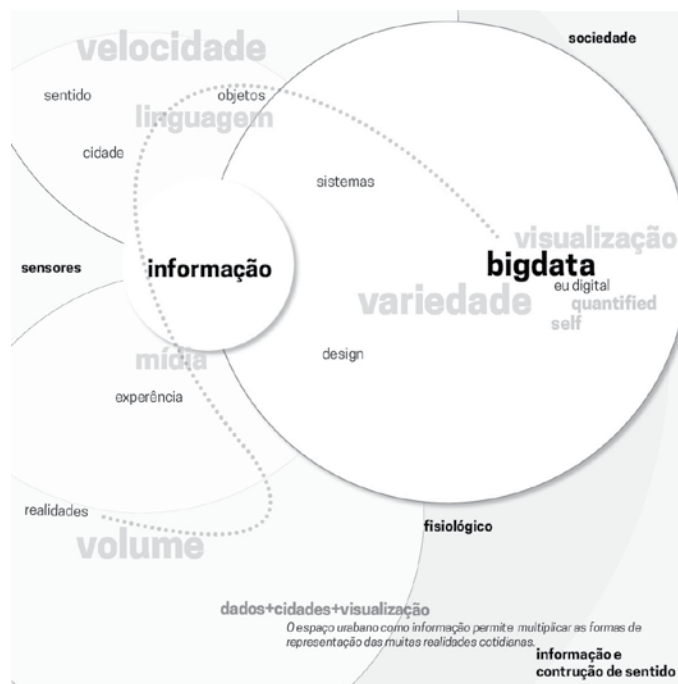 sociedade
velocidade
sentido
objetos
linguagem
cidade
sistemas
visualização
bigdata
sensores
informação
eu digital
variedade
quantified
self
mídia
design
experência
realidades
fisiológico
volume
dados+cidades+visualização
O espaço urabano como informação permite multiplicar as formas de
representação das muitas realidades cotidianas.
informação e
contrução de sentido